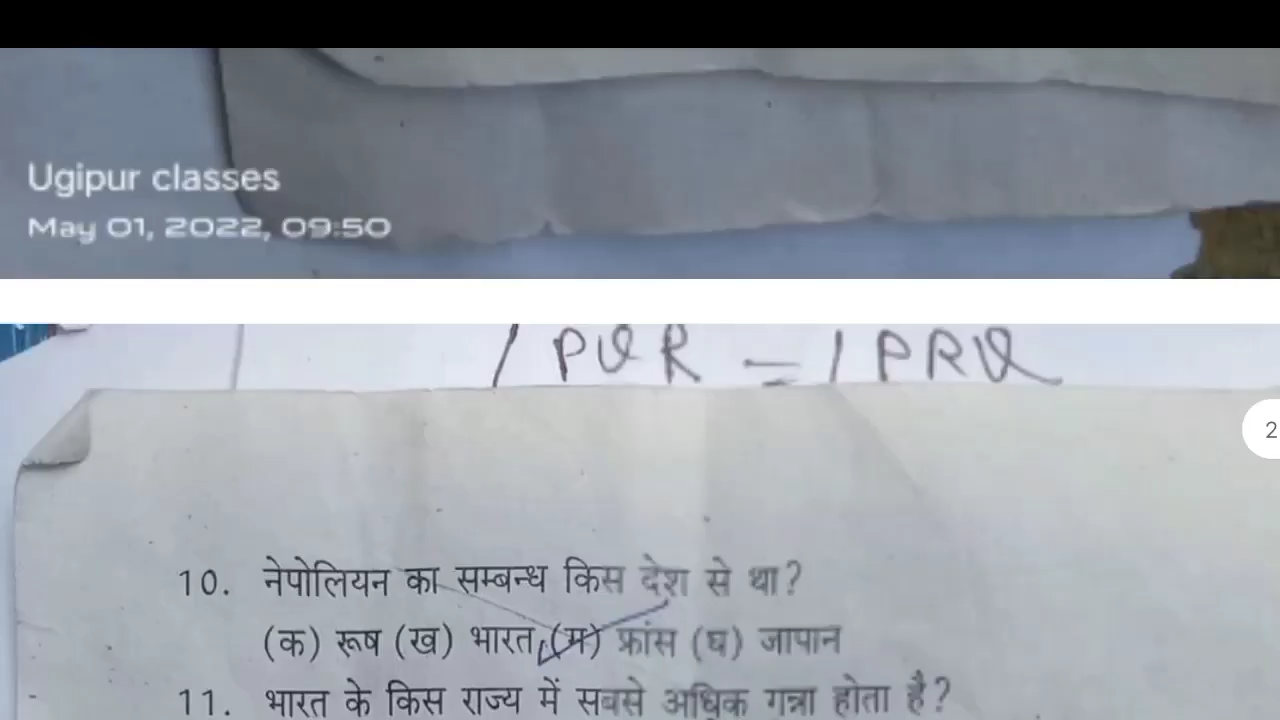 Ugipur classes
May 01, 2022, 09:50
/ PQR = / PRQ
2
10. नेपोलियन का सम्बन्ध किस देश से था?
(क) रूष (ख) भारत (ग) फ्रांस (घ) जापान
11. भारत के किस राज्य में सबसे अधिक गन्ना होता है?